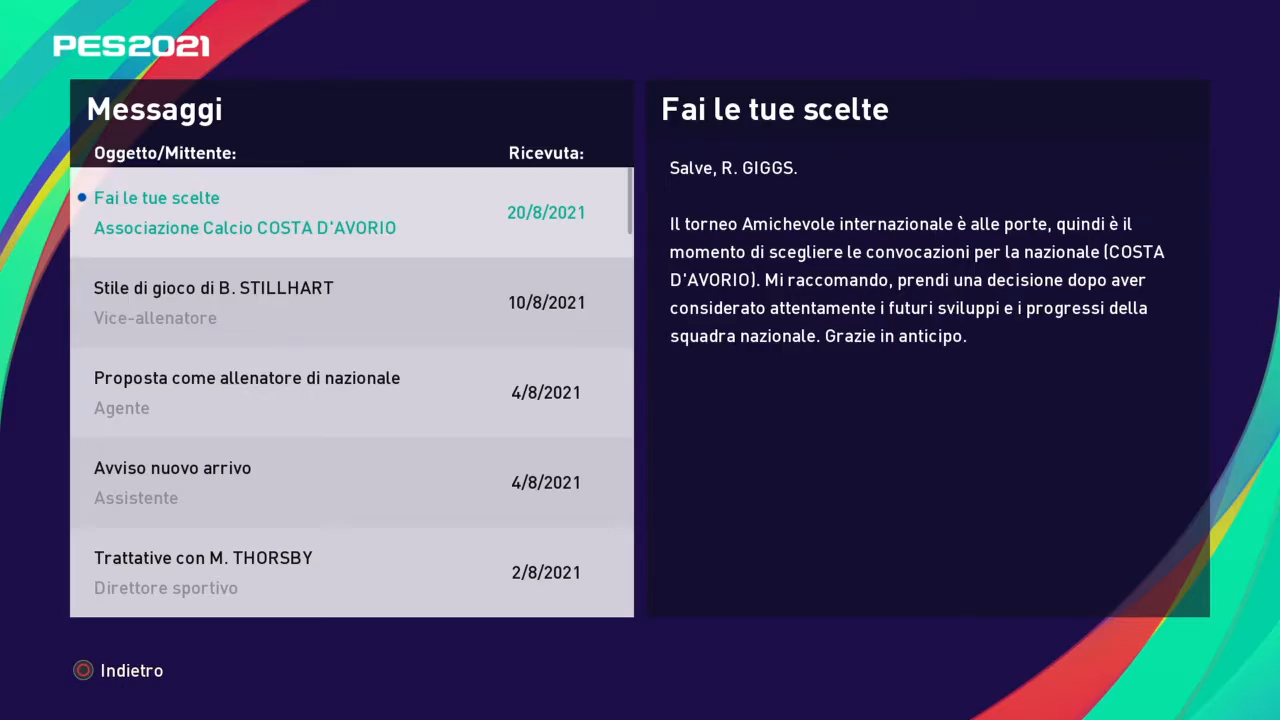 PES2021
Messaggi
Oggetto/Mittente: Ricevuta:
Fai le tue scelte
Associazione Calcio COSTA D'AVORIO
20/8/2021
Stile di gioco di B. STILLHART
Vice-allenatore
10/8/2021
Proposta come allenatore di nazionale
Agente
4/8/2021
Avviso nuovo arrivo
Assistente
4/8/2021
Trattative con M. THORSBY
Direttore sportivo
2/8/2021
Fai le tue scelte
Salve, R. GIGGS.
Il torneo Amichevole internazionale è alle porte, quindi è il
momento di scegliere le convocazioni per la nazionale (COSTA
D'AVORIO). Mi raccomando, prendi una decisione dopo aver
considerato attentamente i futuri sviluppi e i progressi della
squadra nazionale. Grazie in anticipo.
Indietro